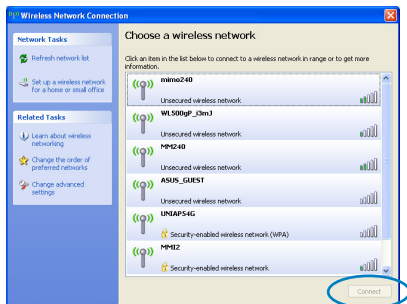 Wireless Network Connection
Network Tasks
Refresh network list
Set up a wireless network
for a home or small office
Related Tasks
Learn about wireless
networking
Change the order of
preferred networks
Change advanced
settings
Choose a wireless network
Click an item in the list below to connect to a wireless network in range or to get more
information.
mimo240
Unsecured wireless network
WL500gP_i3mJ
Unsecured wireless network
MM240
Unsecured wireless network
ASUS_GUEST
Unsecured wireless network
UNIAP54G
Security-enabled wireless network (WPA)
MMI2
Security-enabled wireless network
Connect